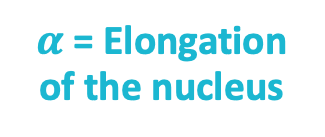 α = Elongation
of the nucleus